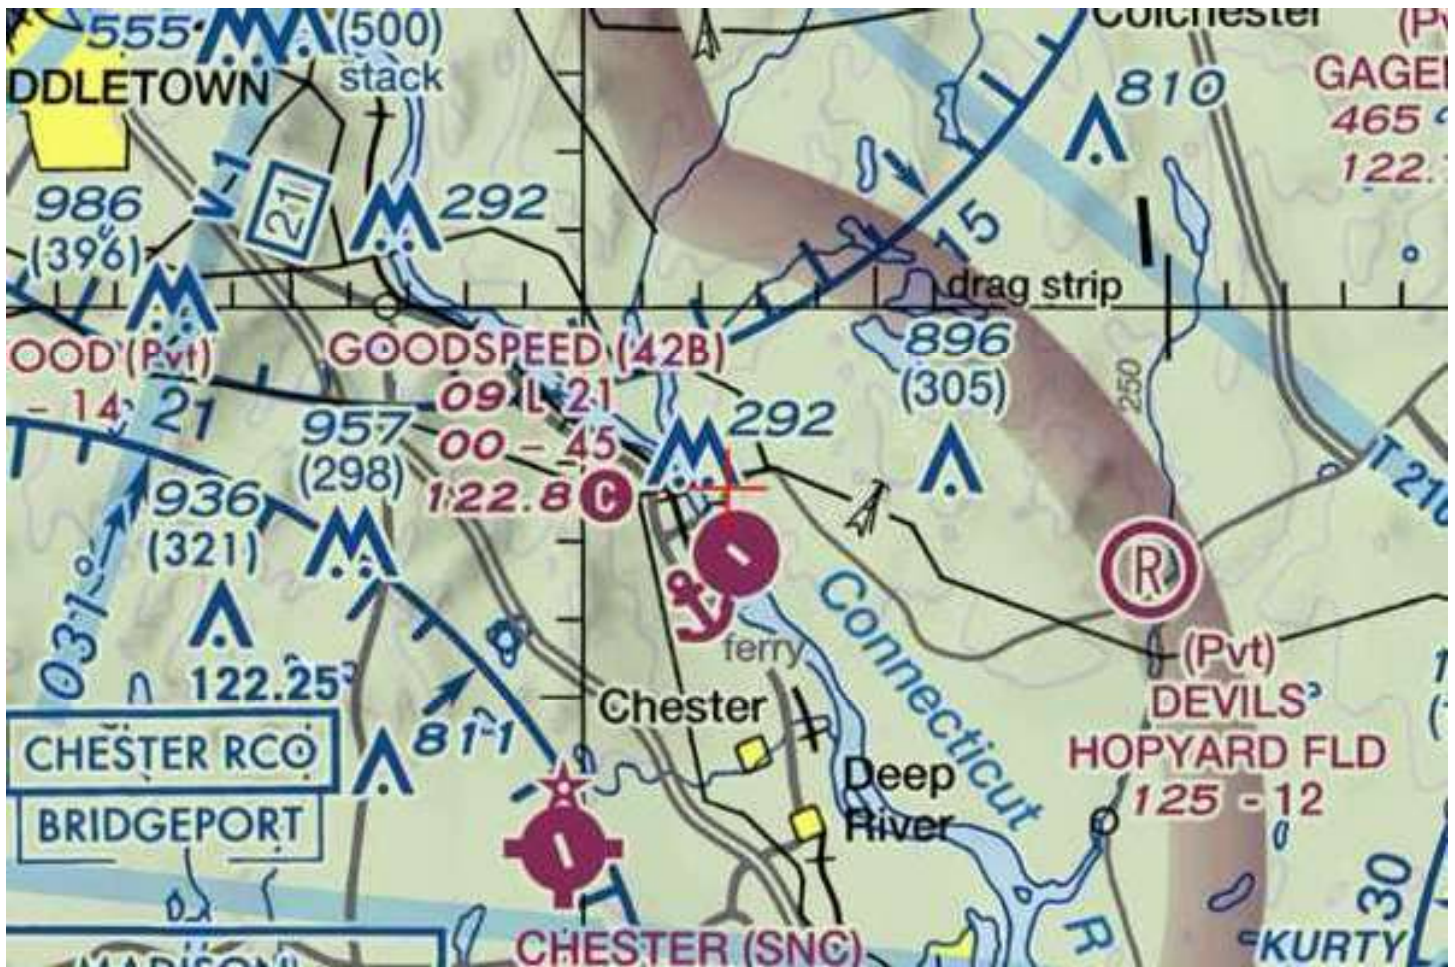 555
(500)
stack
Colchester
DDLETOWN
810
GAGE
465
122.
V-1
21
986
(396)
292
15
drag strip
OOD (Pvt)
- 14
21
GOODSPEED (42B)
09 L 21
00 - 45
122.8 C
292
896
(305)
250
957
(298)
936
(321)
T 210
R
031°
ferry
Connecticut
122.25
CHESTER RCO
BRIDGEPORT
811
Chester
Deep
River
(Pvt)
DEVILS
HOPYARD FLD
125 - 12
30
R
KURTY
CHESTER (SNC)
MADISON